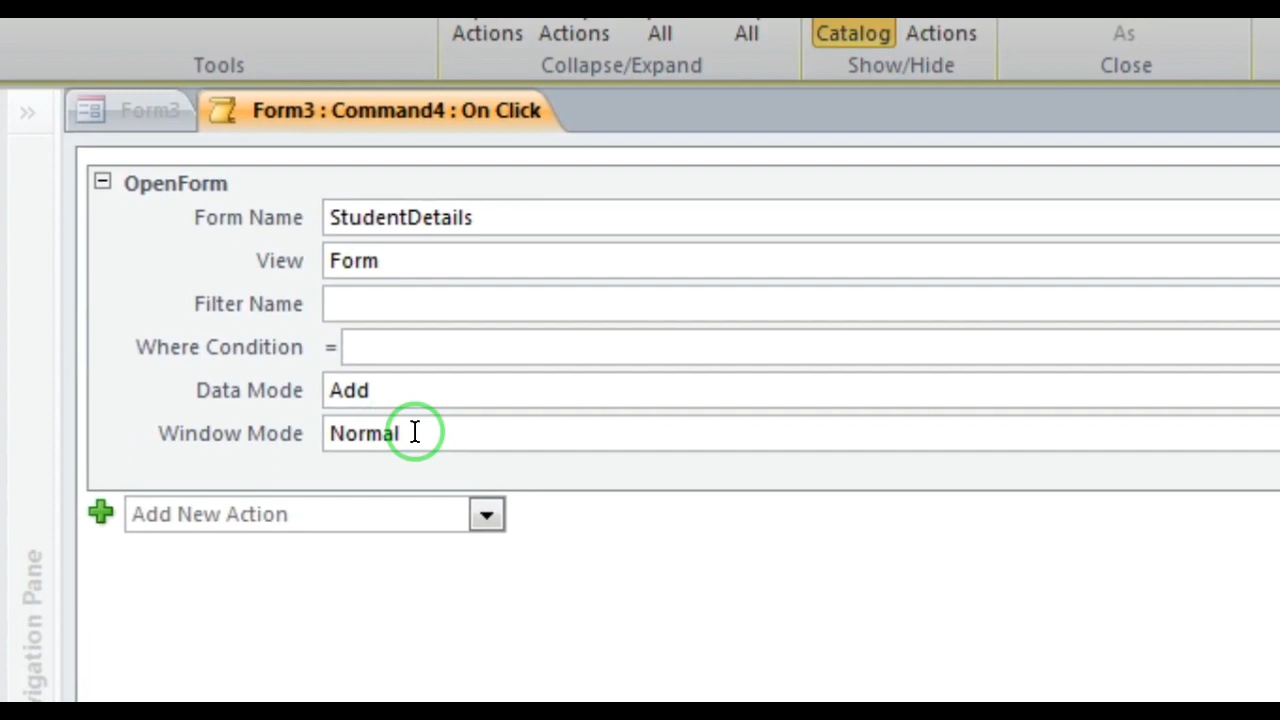 Actions Actions All All
Catalog Actions
As
Tools
Collapse/Expand
Show/Hide
Close
Form3
Form3 : Command4 : On Click
OpenForm
Form Name StudentDetails
View Form
Filter Name
Where Condition =
Data Mode Add
Window Mode Normal
Add New Action
vigation Pane